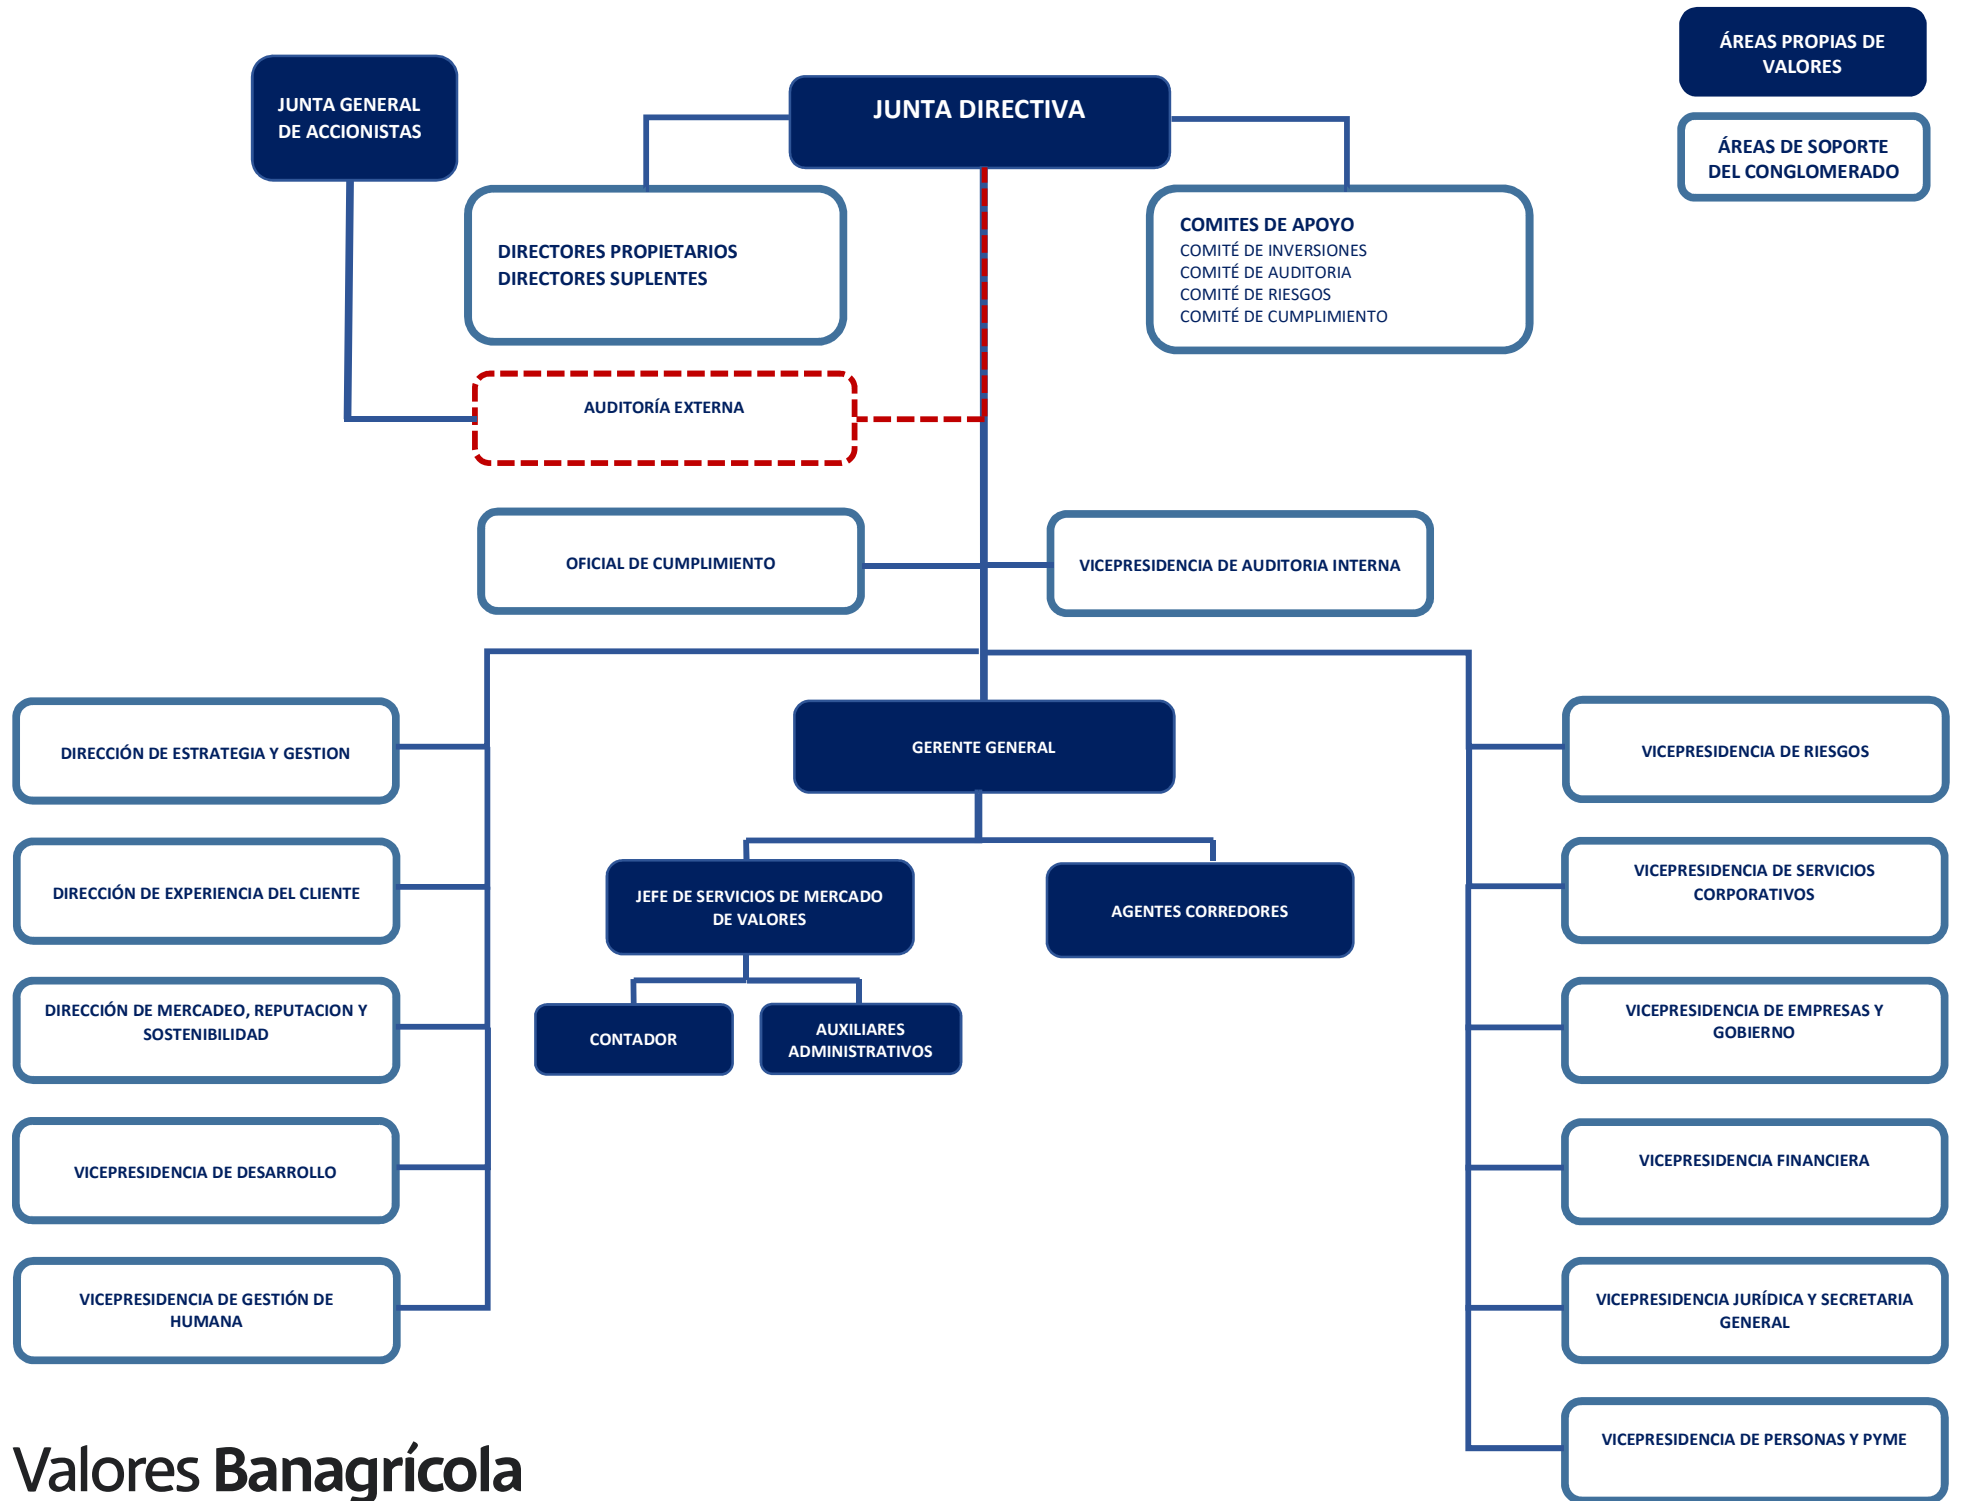 ÁREAS PROPIAS DE
VALORES
ÁREAS DE SOPORTE
DEL CONGLOMERADO
JUNTA GENERAL
DE ACCIONISTAS
JUNTA DIRECTIVA
DIRECTORES PROPIETARIOS
DIRECTORES SUPLENTES
COMITES DE APOYO
COMITÉ DE INVERSIONES
COMITÉ DE AUDITORIA
COMITÉ DE RIESGOS
COMITÉ DE CUMPLIMIENTO
AUDITORÍA EXTERNA
OFICIAL DE CUMPLIMIENTO
VICEPRESIDENCIA DE AUDITORIA INTERNA
GERENTE GENERAL
JEFE DE SERVICIOS DE MERCADO
DE VALORES
AGENTES CORREDORES
CONTADOR
AUXILIARES
ADMINISTRATIVOS
DIRECCIÓN DE ESTRATEGIA Y GESTION
DIRECCIÓN DE EXPERIENCIA DEL CLIENTE
DIRECCIÓN DE MERCADEO, REPUTACION Y
SOSTENIBILIDAD
VICEPRESIDENCIA DE DESARROLLO
VICEPRESIDENCIA DE GESTIÓN DE
HUMANA
VICEPRESIDENCIA DE RIESGOS
VICEPRESIDENCIA DE SERVICIOS
CORPORATIVOS
VICEPRESIDENCIA DE EMPRESAS Y
GOBIERNO
VICEPRESIDENCIA FINANCIERA
VICEPRESIDENCIA JURÍDICA Y SECRETARIA
GENERAL
VICEPRESIDENCIA DE PERSONAS Y PYME
Valores Banagrícola